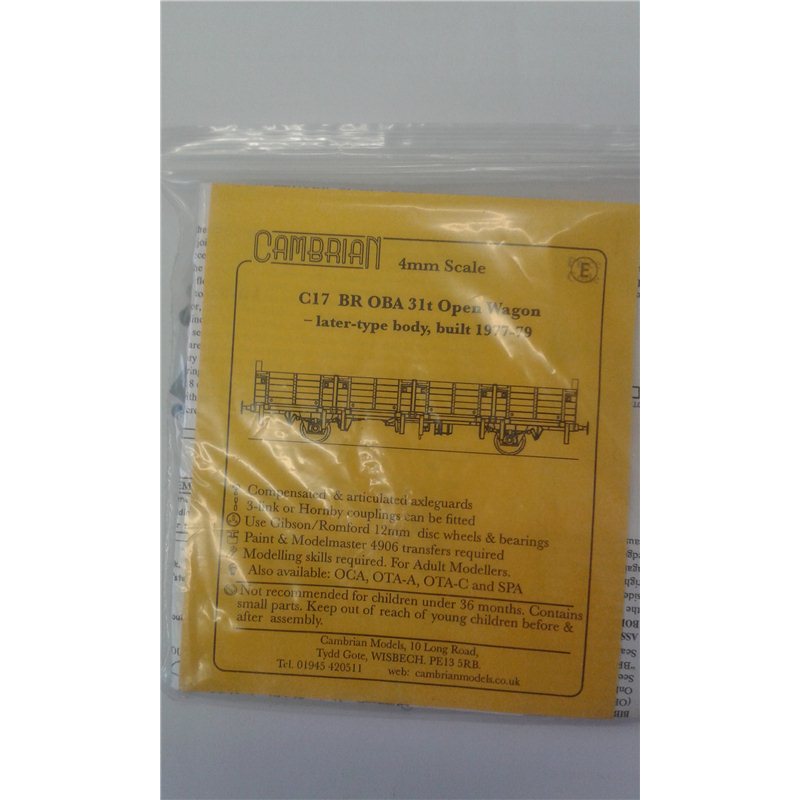 CAMBRIAN
4mm Scale
E
C17 BR OBA 31t Open Wagon
– later-type body, built 1977-79
Compensated & articulated axleguards
3-link or Hornby couplings can be fitted
Use Gibson/Romford 12mm disc wheels & bearings
Paint & Modelmaster 4906 transfers required
Modelling skills required. For Adult Modellers.
Also available: OCA, OTA-A, OTA-C and SPA
Not recommended for children under 36 months. Contains
small parts. Keep out of reach of young children before &
after assembly.
Cambrian Models, 10 Long Road,
Tydd Gote, WISBECH. PE13 5RB.
Tel. 01945 420511 web: cambrianmodels.co.uk